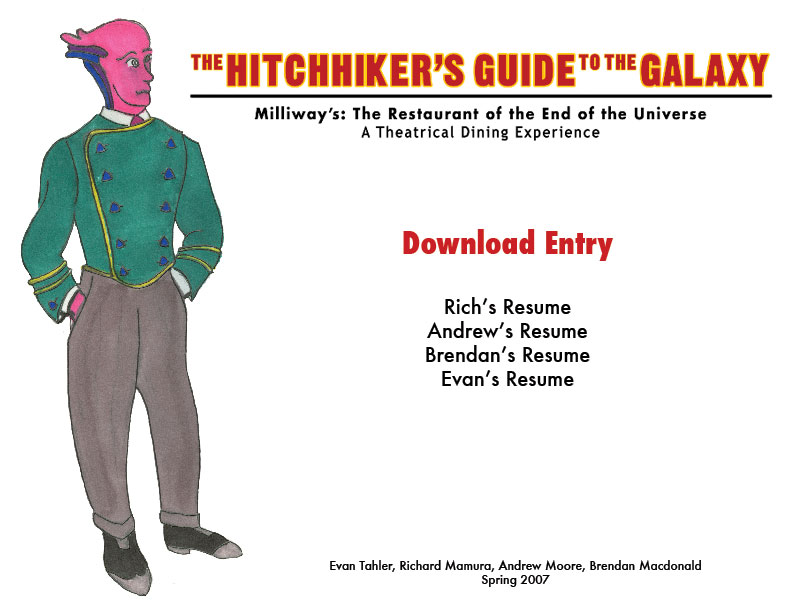 THE HITCHHIKER'S GUIDE TO THE GALAXY
Milliway's: The Restaurant of the End of the Universe
A Theatrical Dining Experience
Download Entry
Rich's Resume
Andrew's Resume
Brendan's Resume
Evan's Resume
Evan Tahler, Richard Mamura, Andrew Moore, Brendan Macdonald
Spring 2007